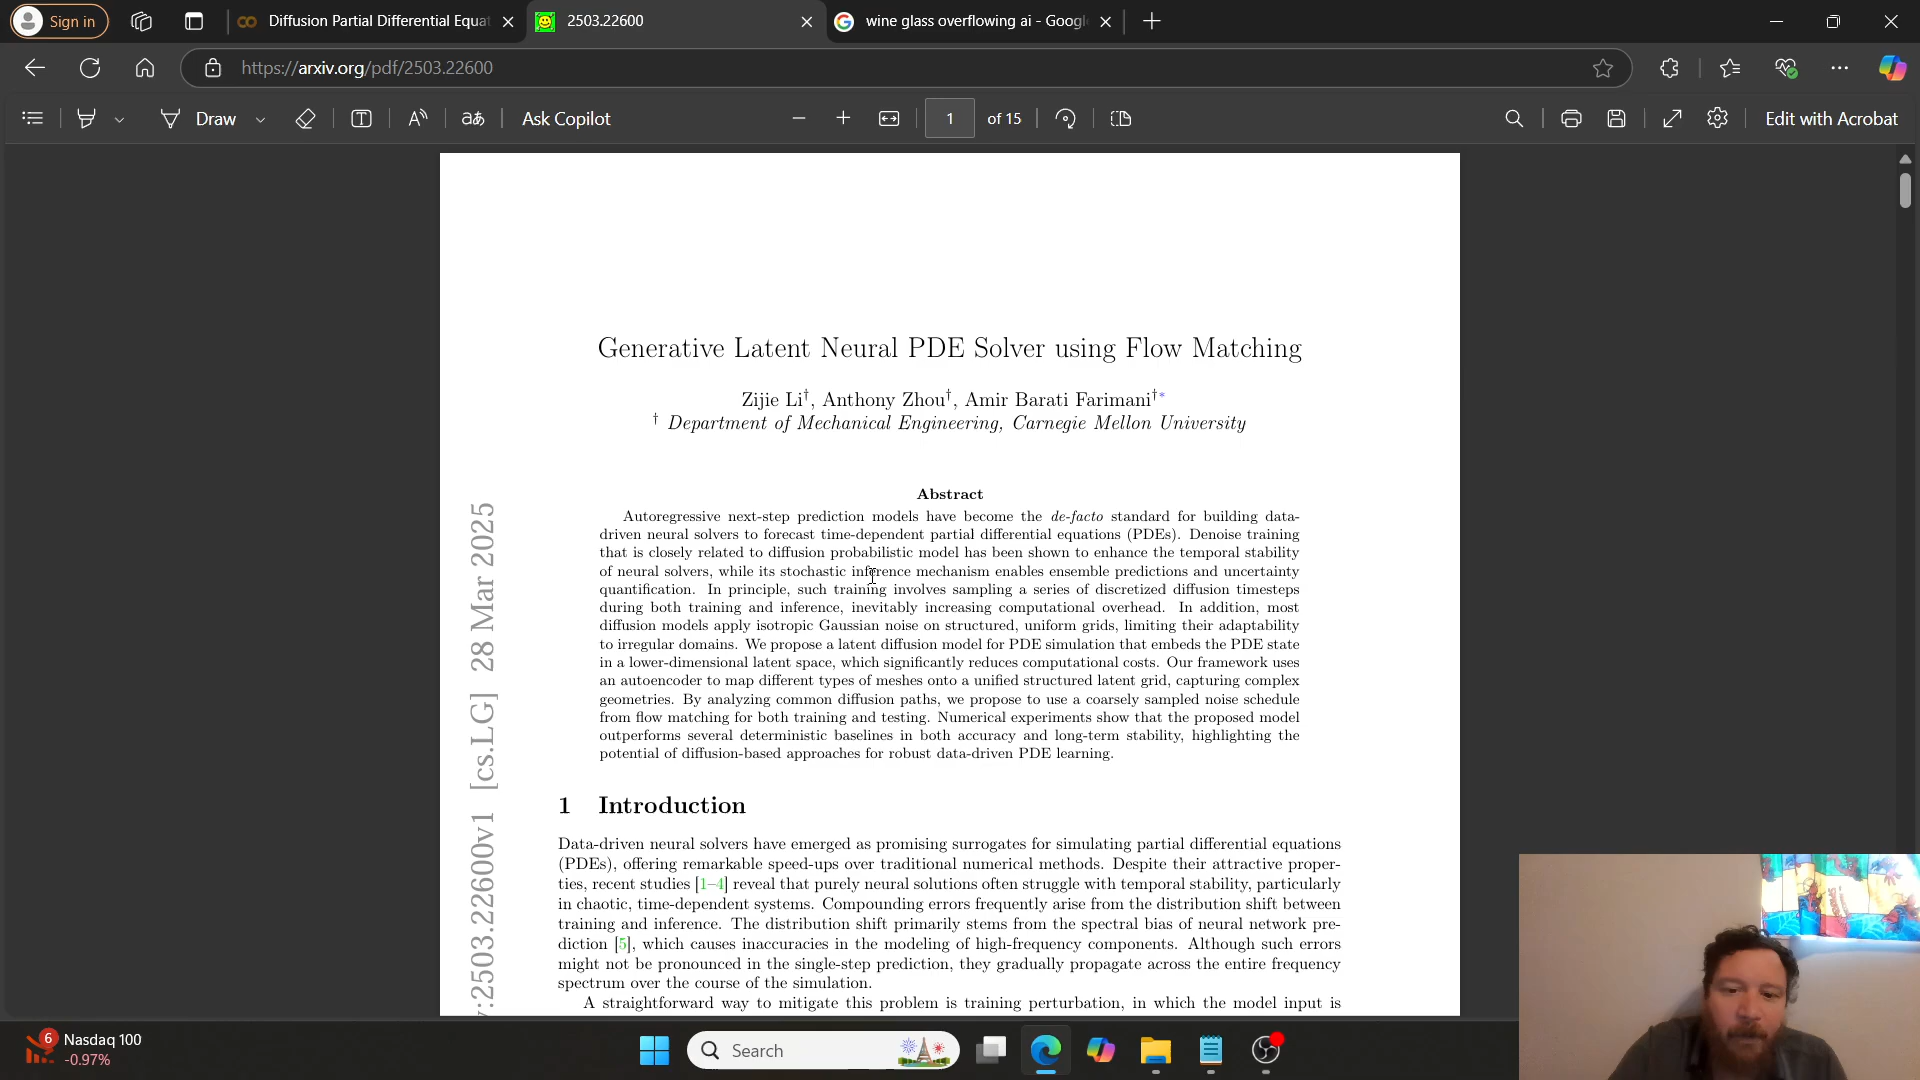 Sign in
Diffusion Partial Differential Equat
2503.22600
wine glass overflowing ai - Googl
https://arxiv.org/pdf/2503.22600
Draw
Ask Copilot
1 of 15
Edit with Acrobat
Generative Latent Neural PDE Solver using Flow Matching
Zijie Li†, Anthony Zhou†, Amir Barati Farimani†*
† Department of Mechanical Engineering, Carnegie Mellon University
Abstract
Autoregressive next-step prediction models have become the de-facto standard for building data-
driven neural solvers to forecast time-dependent partial differential equations (PDEs). Denoise training
that is closely related to diffusion probabilistic model has been shown to enhance the temporal stability
of neural solvers, while its stochastic inference mechanism enables ensemble predictions and uncertainty
quantification. In principle, such training involves sampling a series of discretized diffusion timesteps
during both training and inference, inevitably increasing computational overhead. In addition, most
diffusion models apply isotropic Gaussian noise on structured, uniform grids, limiting their adaptability
to irregular domains. We propose a latent diffusion model for PDE simulation that embeds the PDE state
in a lower-dimensional latent space, which significantly reduces computational costs. Our framework uses
an autoencoder to map different types of meshes onto a unified structured latent grid, capturing complex
geometries. By analyzing common diffusion paths, we propose to use a coarsely sampled noise schedule
from flow matching for both training and testing. Numerical experiments show that the proposed model
outperforms several deterministic baselines in both accuracy and long-term stability, highlighting the
potential of diffusion-based approaches for robust data-driven PDE learning.
1 Introduction
Data-driven neural solvers have emerged as promising surrogates for simulating partial differential equations
(PDEs), offering remarkable speed-ups over traditional numerical methods. Despite their attractive proper-
ties, recent studies [1–4] reveal that purely neural solutions often struggle with temporal stability, particularly
in chaotic, time-dependent systems. Compounding errors frequently arise from the distribution shift between
training and inference. The distribution shift primarily stems from the spectral bias of neural network pre-
diction [5], which causes inaccuracies in the modeling of high-frequency components. Although such errors
might not be pronounced in the single-step prediction, they gradually propagate across the entire frequency
spectrum over the course of the simulation.
A straightforward way to mitigate this problem is training perturbation, in which the model input is
:2503.22600v1 [cs.LG] 28 Mar 2025
6
Nasdaq 100
-0.97%
Search